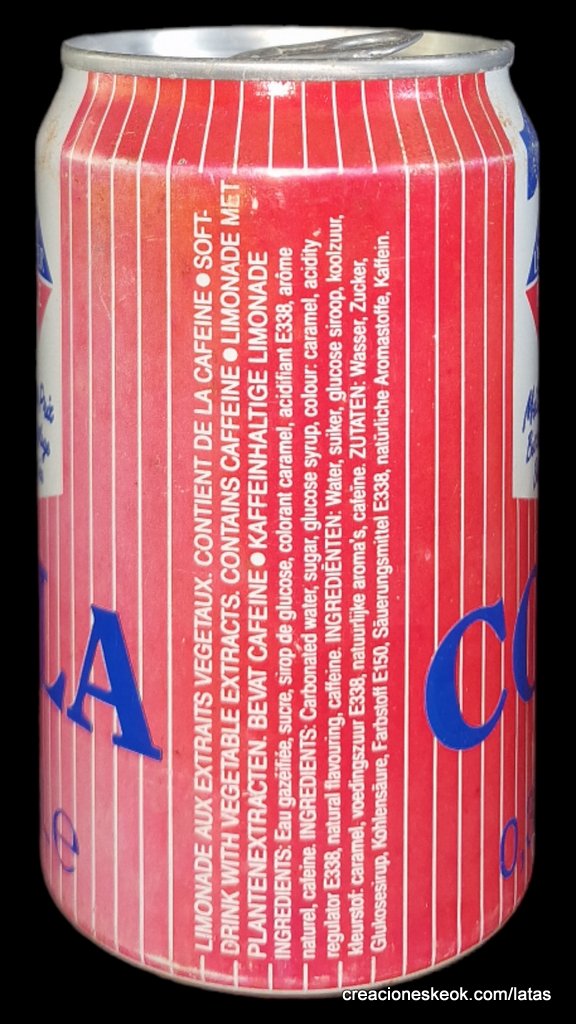 LIMONADE AUX EXTRAITS VEGETAUX. CONTIENT DE LA CAFEINE ● SOFT-
DRINK WITH VEGETABLE EXTRACTS. CONTAINS CAFFEINE ● LIMONADE MET
PLANTENEXTRACTEN. BEVAT CAFEINE ● KAFFEINHALTIGE LIMONADE
INGREDIENTS: Eau gazéifiée, sucre, sirop de glucose, colorant caramel, acidifiant E338, arôme
naturel, caféine. INGREDIENTS: Carbonated water, sugar, glucose syrup, colour: caramel, acidity
regulator E338, natural flavouring, caffeine. INGREDIËNTEN: Water, suiker, glucose siroop, koolzuur,
kleurstof: caramel, voedingszuur E338, natuurlijke aroma's, cafeïne. ZUTATEN: Wasser, Zucker,
Glukosesirup, Kohlensäure, Farbstoff E150, Säuerungsmittel E338, natürliche Aromastoffe, Kaffein.
LA
CO
e
0,
creacioneskeok.com/latas